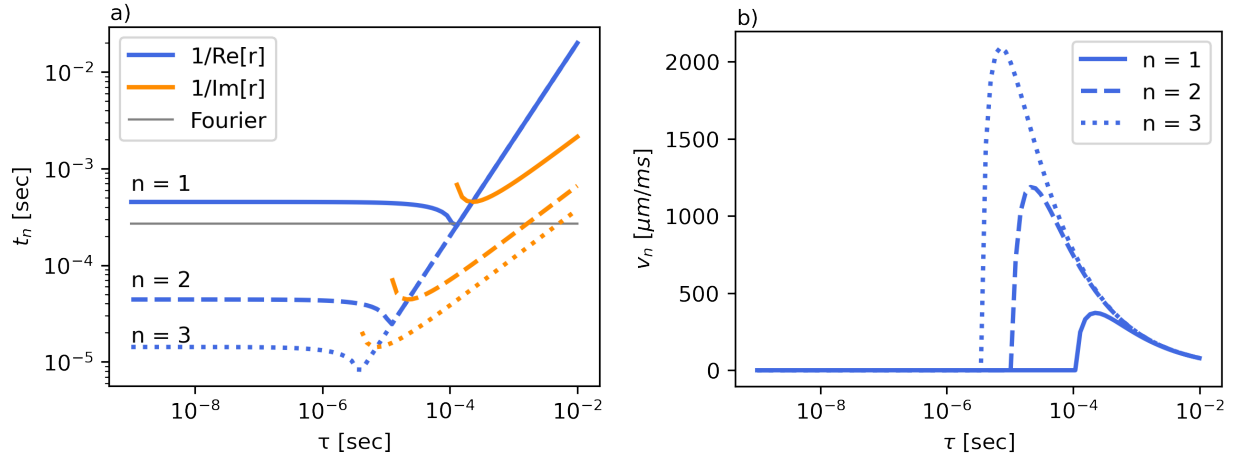 a)
10⁻²
10⁻³
10⁻⁴
10⁻⁵
tₙ [sec]
1/Re[r]
1/Im[r]
Fourier
n = 1
n = 2
n = 3
10⁻⁸
10⁻⁶
10⁻⁴
10⁻²
τ [sec]
b)
2000
1500
1000
500
0
vₙ [μm/ms]
n = 1
n = 2
n = 3
10⁻⁸
10⁻⁶
10⁻⁴
10⁻²
τ [sec]